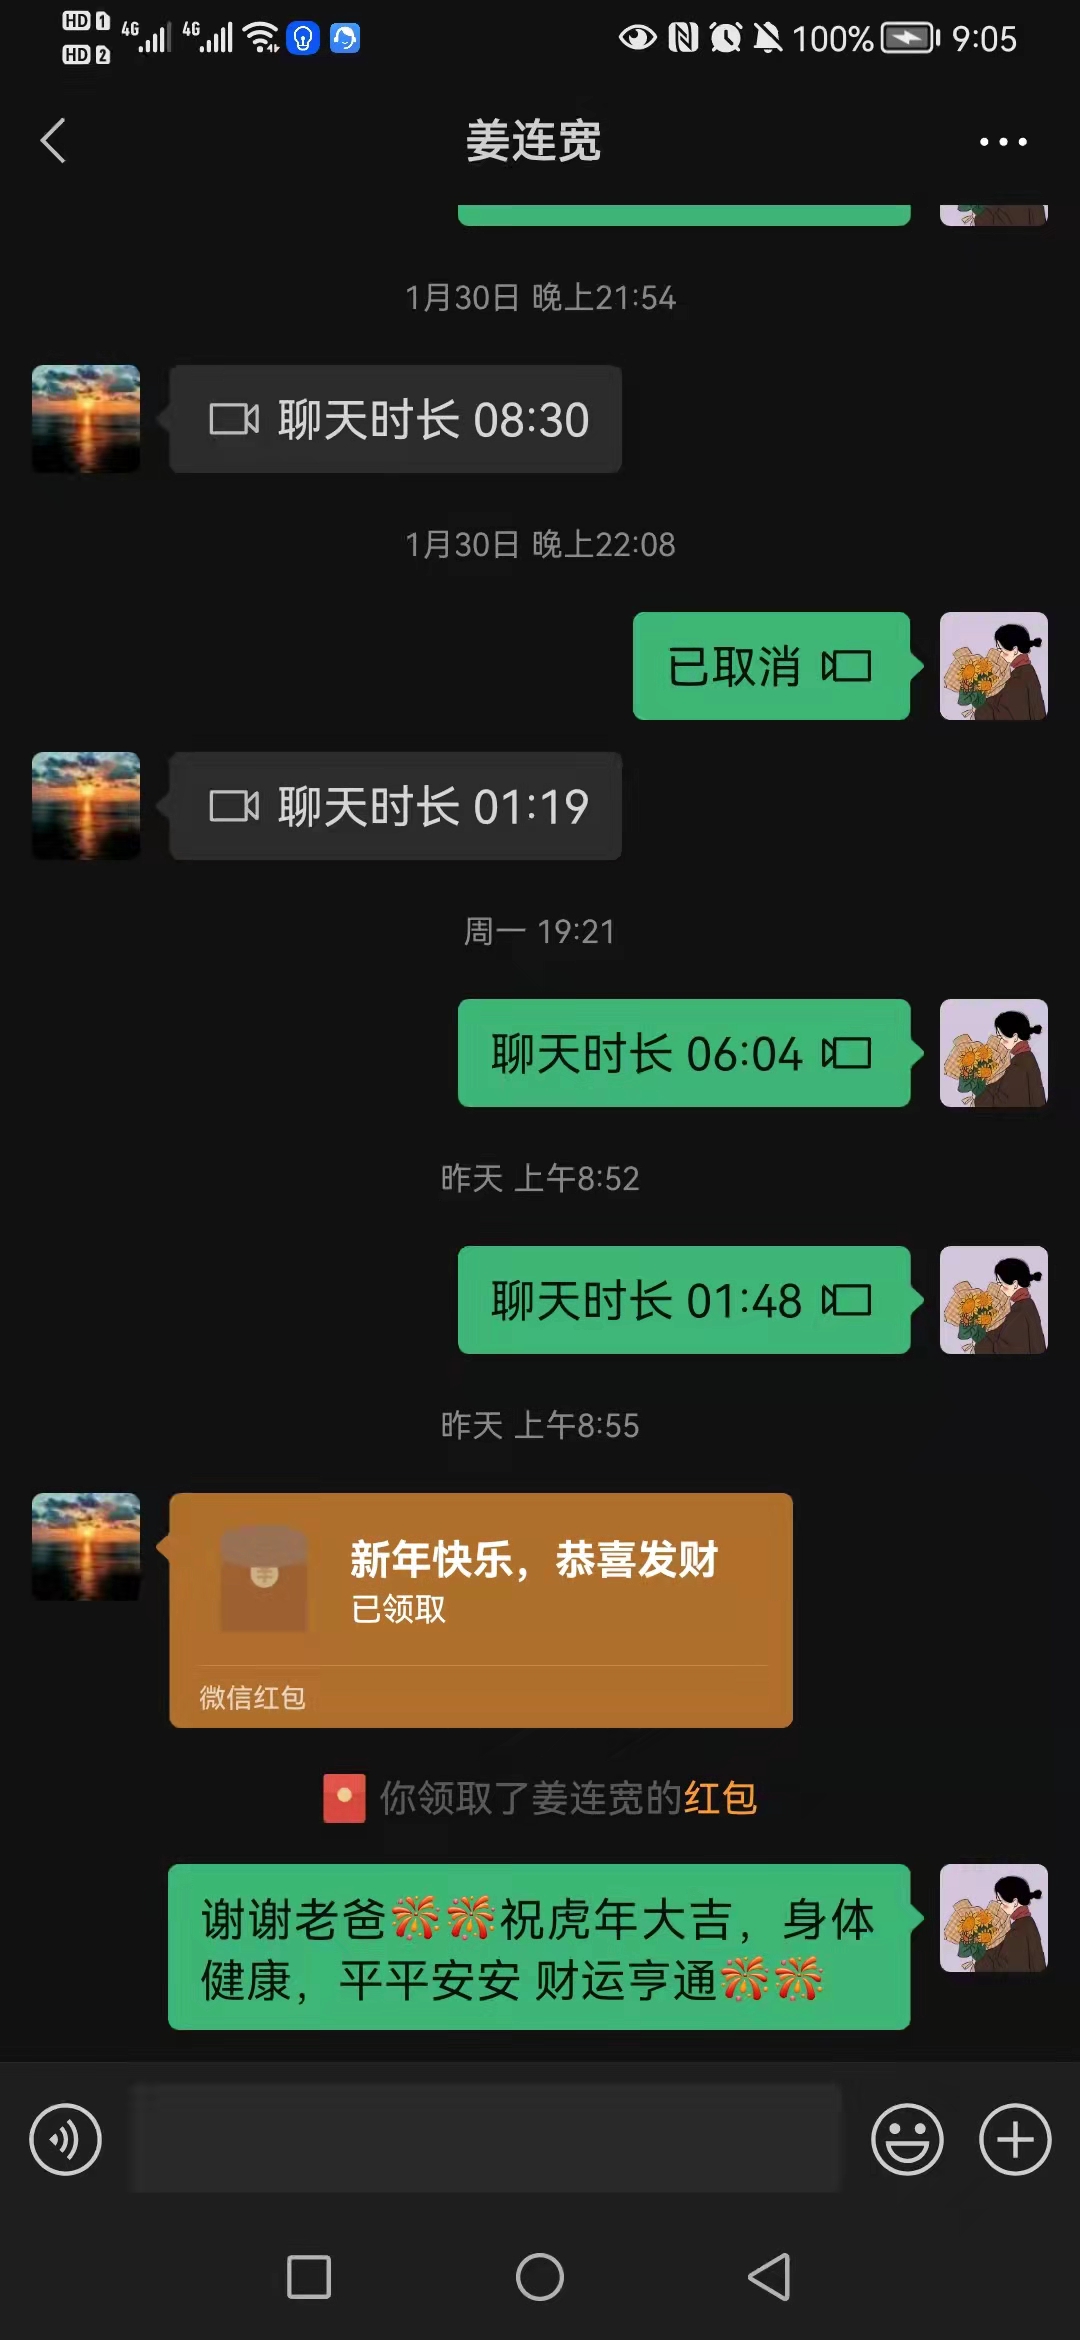 HD 1 4G 4G 100% 9:05
HD 2
姜连宽
1月30日 晚上21:54
聊天时长 08:30
1月30日 晚上22:08
已取消
聊天时长 01:19
周一 19:21
聊天时长 06:04
昨天 上午8:52
聊天时长 01:48
昨天 上午8:55
新年快乐，恭喜发财
已领取
微信红包
你领取了姜连宽的红包
谢谢老爸🎆🎆祝虎年大吉，身体
健康，平平安安 财运亨通🎆🎆